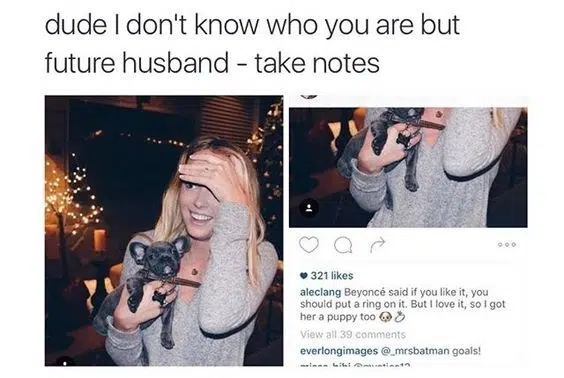 dude I don't know who you are but
future husband - take notes
321 likes
aleclang Beyoncé said if you like it, you
should put a ring on it. But I love it, so I got
her a puppy too 🐶💍
View all 39 comments
everlongimages @_mrsbatman goals!